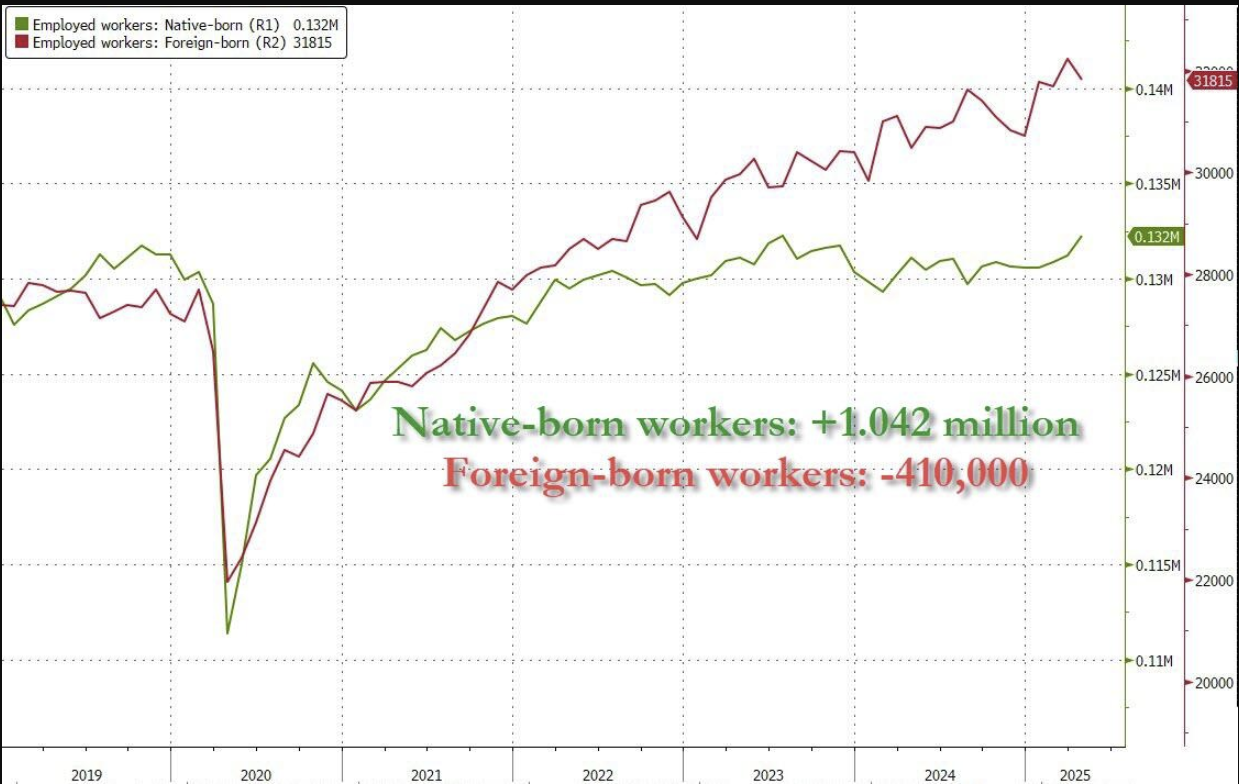 Employed workers: Native-born (R1) 0.132M
Employed workers: Foreign-born (R2) 31815
0.14M
0.135M
0.132M
0.13M
0.125M
0.12M
0.115M
0.11M
32000
31815
30000
28000
26000
24000
22000
20000
Native-born workers: +1.042 million
Foreign-born workers: -410,000
2019
2020
2021
2022
2023
2024
2025